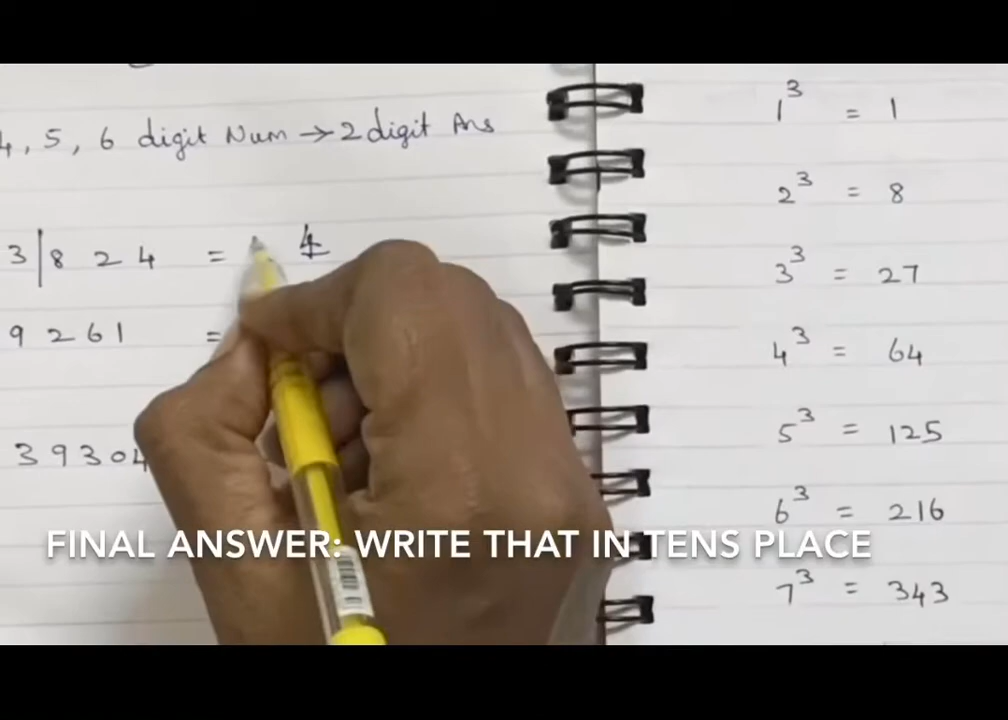 4, 5, 6 digit Num → 2 digit Ans
3|8 2 4 = 4
9 2 6 1 =
3 9 3 0 4
1³ = 1
2³ = 8
3³ = 27
4³ = 64
5³ = 125
6³ = 216
7³ = 343
FINAL ANSWER: WRITE THAT IN TENS PLACE